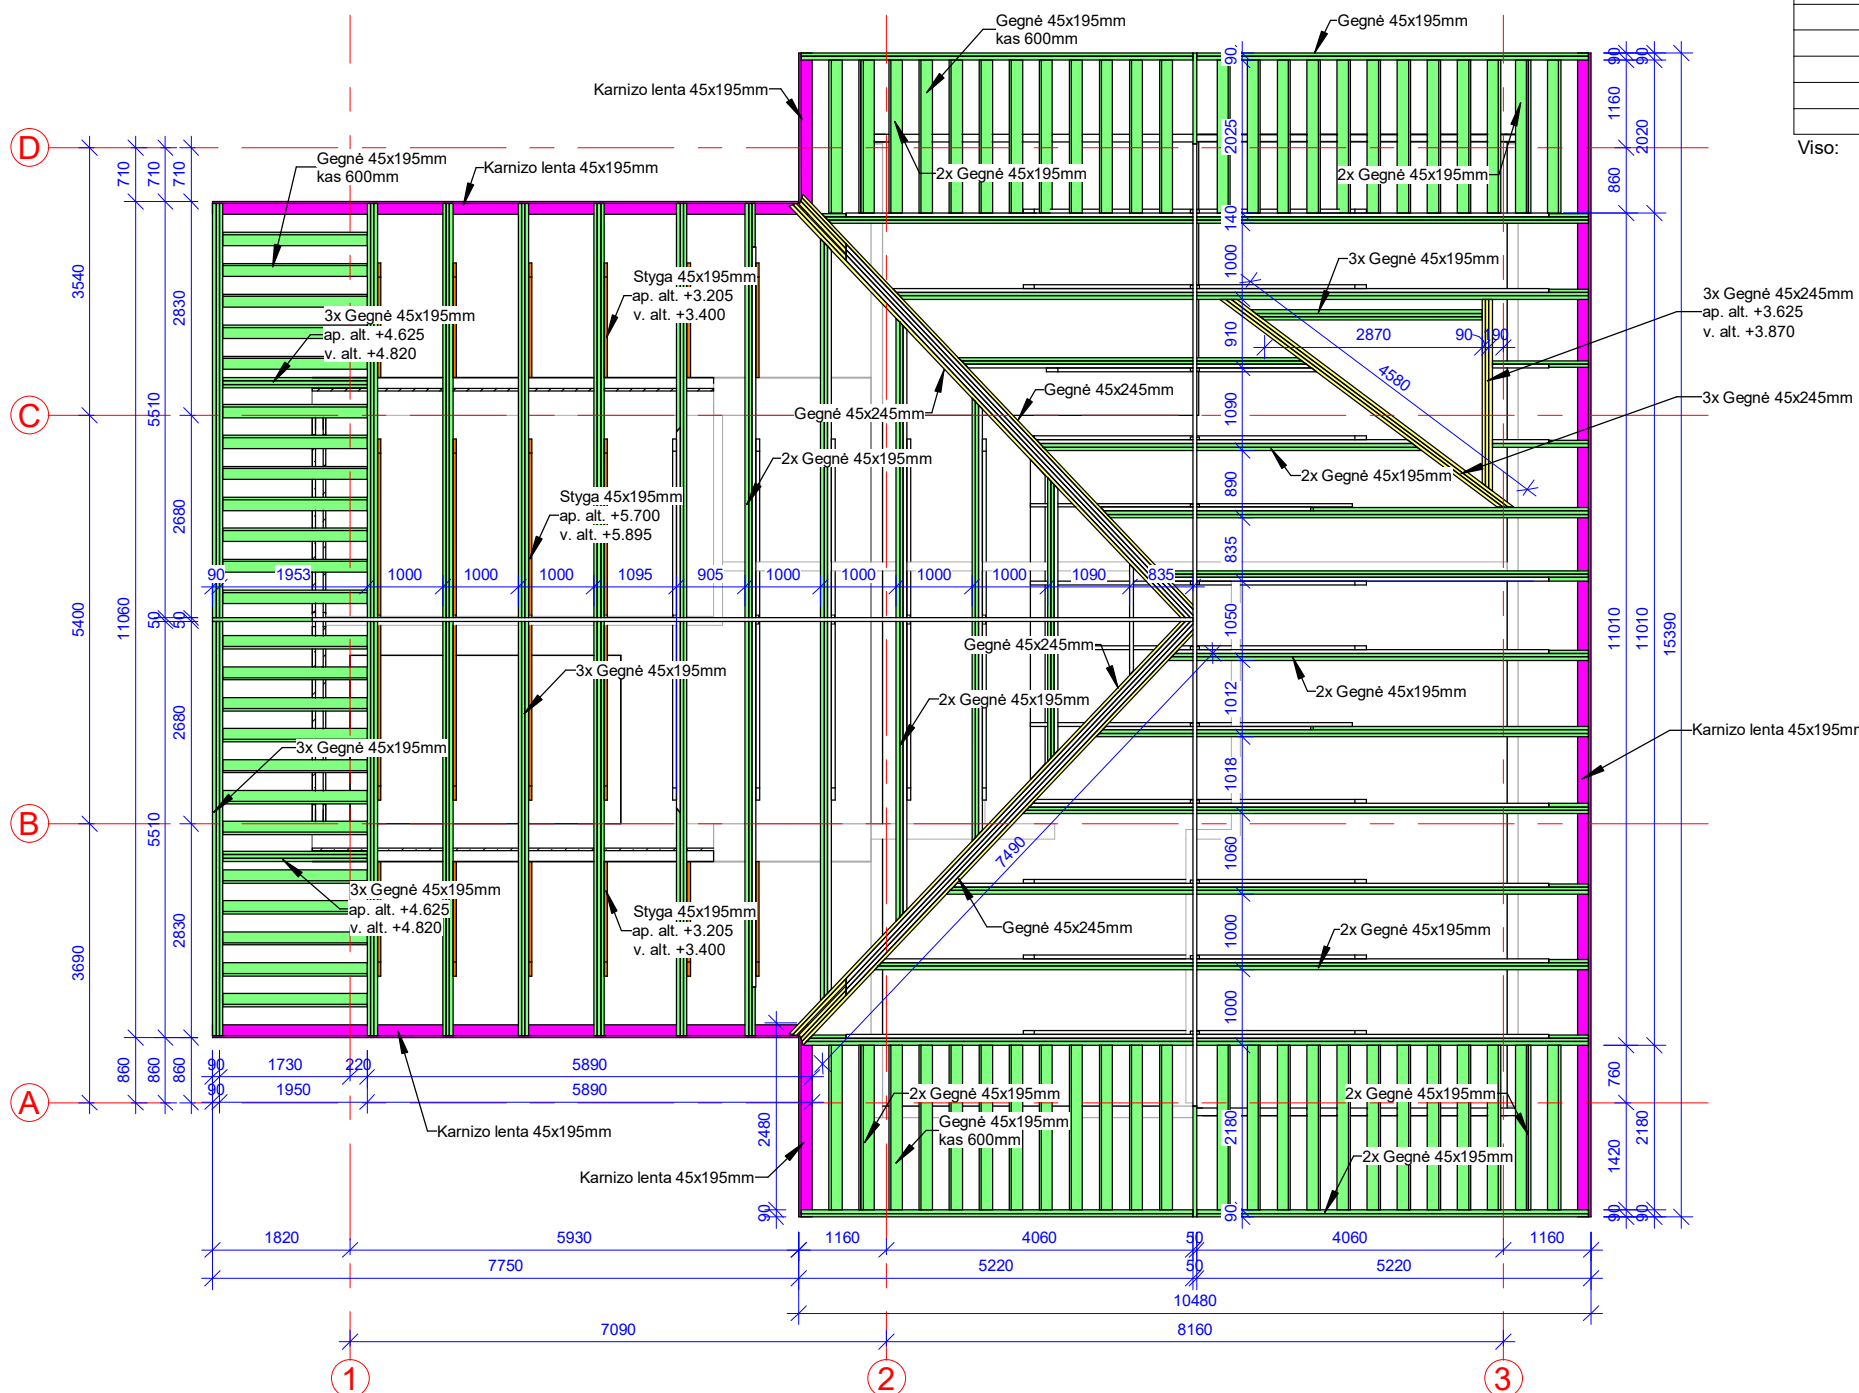 Gegnė 45x195mm
kas 600mm
Gegnė 45x195mm
Karnizo lenta 45x195mm
Viso:
D
Gegnė 45x195mm
kas 600mm
Karnizo lenta 45x195mm
2x Gegnė 45x195mm
2x Gegnė 45x195mm
90
2025
140
1000
910
1090
890
835
1050
1012
1018
1060
1000
1000
2180
90
90
90
1160
2020
860
11010
11010
15390
760
2180
1420
90
90
710
710
710
3540
2830
5510
2680
5400
11060
50
50
2680
5510
2830
3690
860
860
860
Styga 45x195mm
ap. alt. +3.205
v. alt. +3.400
3x Gegnė 45x195mm
3x Gegnė 45x245mm
ap. alt. +3.625
v. alt. +3.870
3x Gegnė 45x195mm
ap. alt. +4.625
v. alt. +4.820
2870
90
190
4580
C
Gegnė 45x245mm
Gegnė 45x245mm
3x Gegnė 45x245mm
2x Gegnė 45x195mm
2x Gegnė 45x195mm
Styga 45x195mm
ap. alt. +5.700
v. alt. +5.895
90
1953
1000
1000
1000
1095
905
1000
1000
1000
1000
1090
835
Gegnė 45x245mm
3x Gegnė 45x195mm
2x Gegnė 45x195mm
2x Gegnė 45x195mm
3x Gegnė 45x195mm
Karnizo lenta 45x195mm
B
7490
3x Gegnė 45x195mm
ap. alt. +4.625
v. alt. +4.820
Styga 45x195mm
ap. alt. +3.205
v. alt. +3.400
Gegnė 45x245mm
2x Gegnė 45x195mm
90
1730
220
5890
90
1950
5890
A
2x Gegnė 45x195mm
2x Gegnė 45x195mm
Gegnė 45x195mm
kas 600mm
Karnizo lenta 45x195mm
2480
90
2x Gegnė 45x195mm
Karnizo lenta 45x195mm
1820
5930
1160
4060
50
4060
1160
7750
5220
50
5220
10480
7090
8160
1
2
3